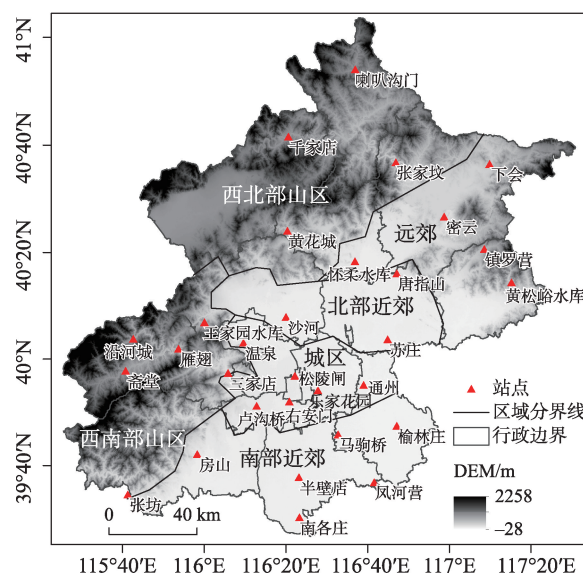 41°N
40°40′N
40°20′N
40°N
39°40′N
喇叭沟门
千家店
张家坟
下会
西北部山区
密云
远郊
黄花城
镇罗营
怀柔水库
唐指山
黄松峪水库
北部近郊
王家园水库
沙河
沿河城
雁翅
温泉
苏庄
城区
斋堂
三家店
松陵闸
通州
乐家花园
卢沟桥
右安门
西南部山区
马驹桥
榆林庄
房山
南部近郊
半壁店
凤河营
张坊
南各庄
站点
区域分界线
行政边界
DEM/m
2258
−28
0 40 km
115°40′E 116°E 116°20′E 116°40′E 117°E 117°20′E